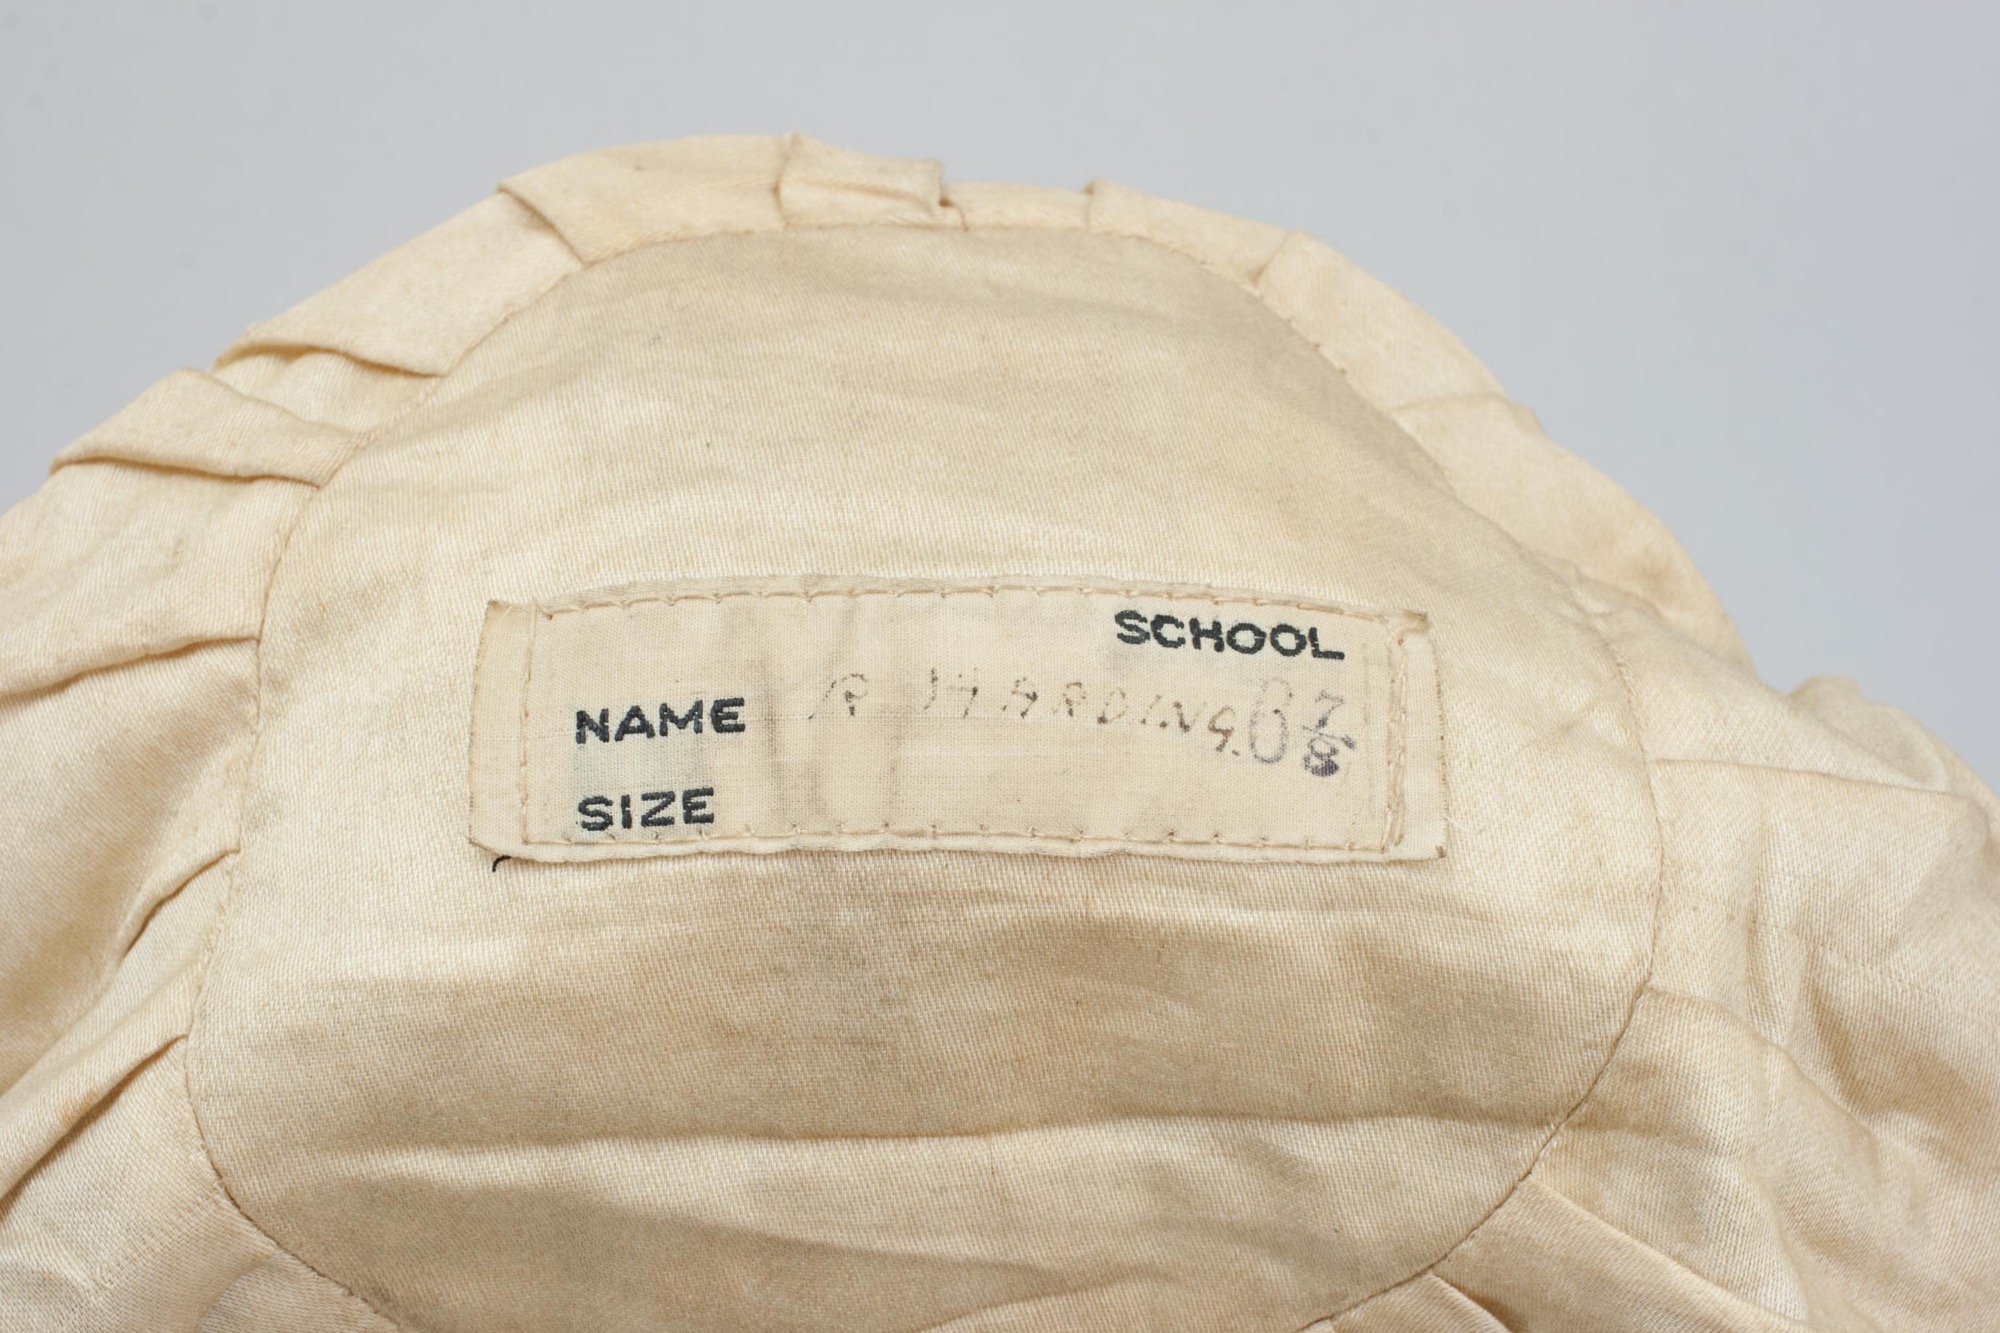 SCHOOL
NAME R HARDING. 6 7/8
SIZE